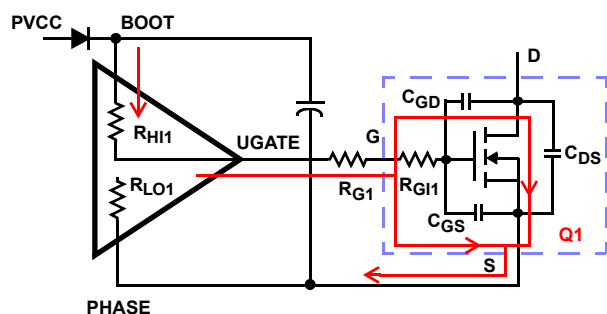 PVCC
BOOT
D
CGD
RHI1
UGATE
G
CDS
RLO1
RG1
RGI1
CGS
Q1
S
PHASE